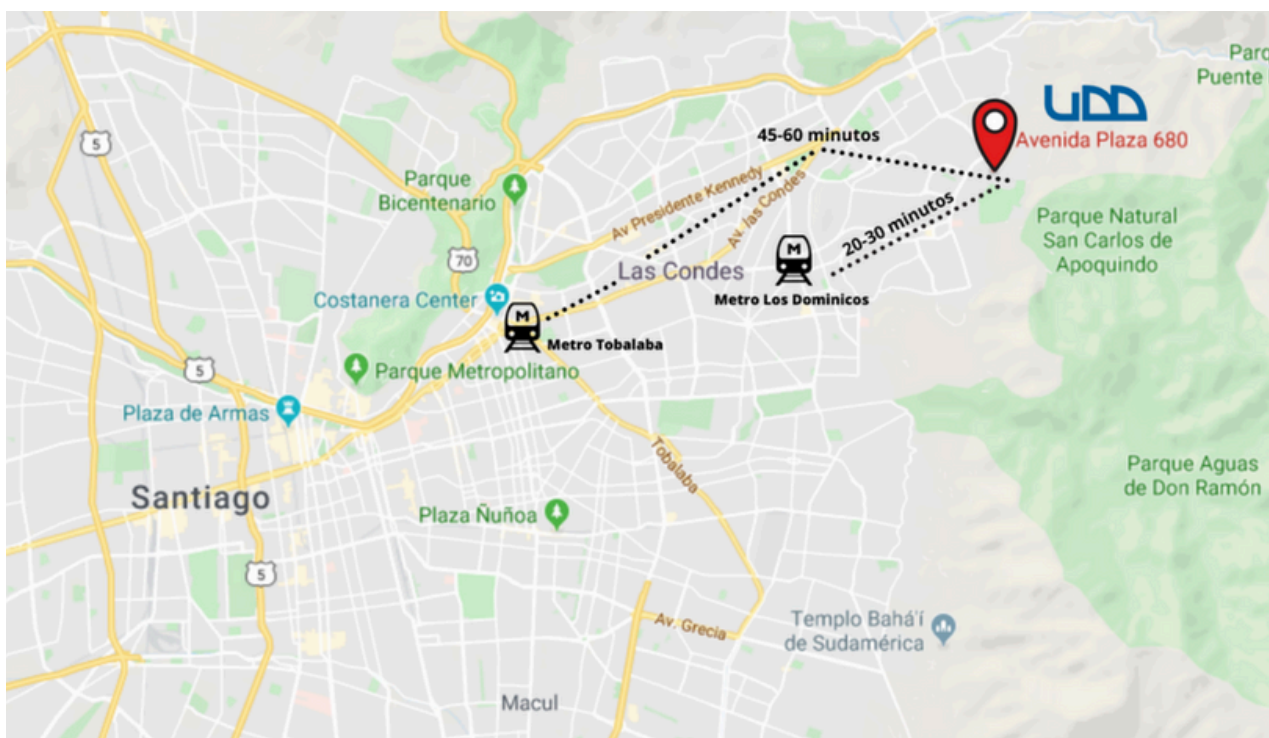 Parq
Puente
UDD
Avenida Plaza 680
45-60 minutos
5
Parque
Bicentenario
Av Presidente Kennedy
Av. las Condes
20-30 minutos
Parque Natural
San Carlos de
Apoquindo
70
Las Condes
M
Metro Los Dominicos
Costanera Center
M
Metro Tobalaba
5
Parque Metropolitano
Plaza de Armas
Tobalaba
Parque Aguas
de Don Ramón
Santiago
Plaza Ñuñoa
5
Av. Grecia
Templo Bahá'í
de Sudamérica
Macul